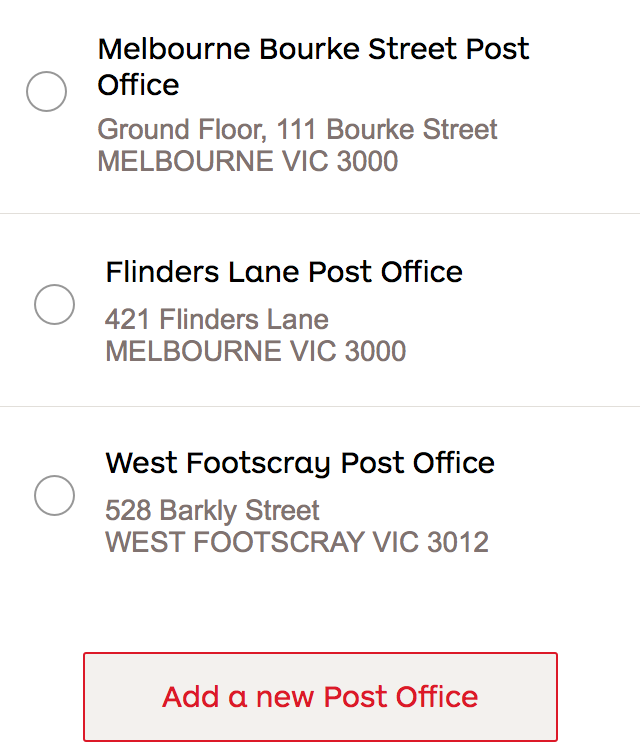 Melbourne Bourke Street Post
Office
Ground Floor, 111 Bourke Street
MELBOURNE VIC 3000
Flinders Lane Post Office
421 Flinders Lane
MELBOURNE VIC 3000
West Footscray Post Office
528 Barkly Street
WEST FOOTSCRAY VIC 3012
Add a new Post Office